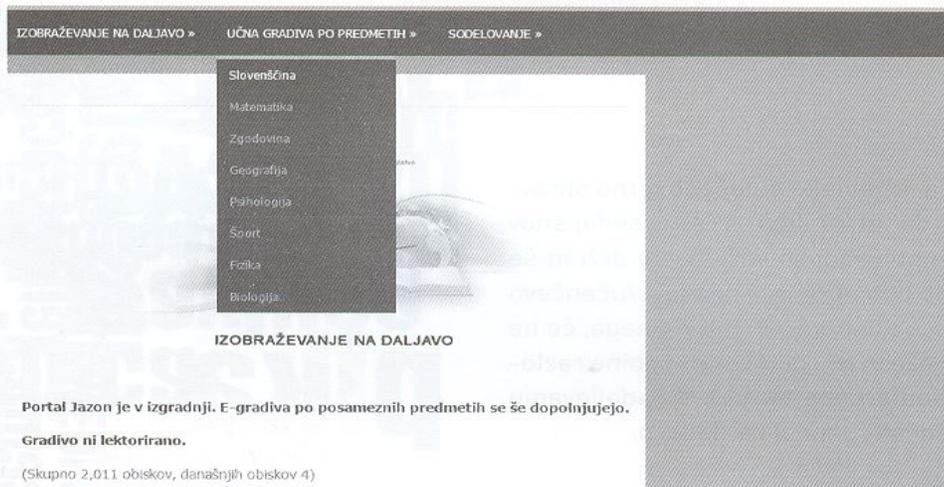 IZOBRAŽEVANJE NA DALJAVO » UČNA GRADIVA PO PREDMETIH » SODELOVANJE »
Slovenščina
Matematika
Zgodovina
Geografija
Psihologija
Šport
Fizika
Biologija
IZOBRAŽEVANJE NA DALJAVO
Portal Jazon je v izgradnji. E-gradiva po posameznih predmetih se še dopolnjujejo.
Gradivo ni lektorirano.
(Skupno 2,011 obiskov, današnjih obiskov 4)